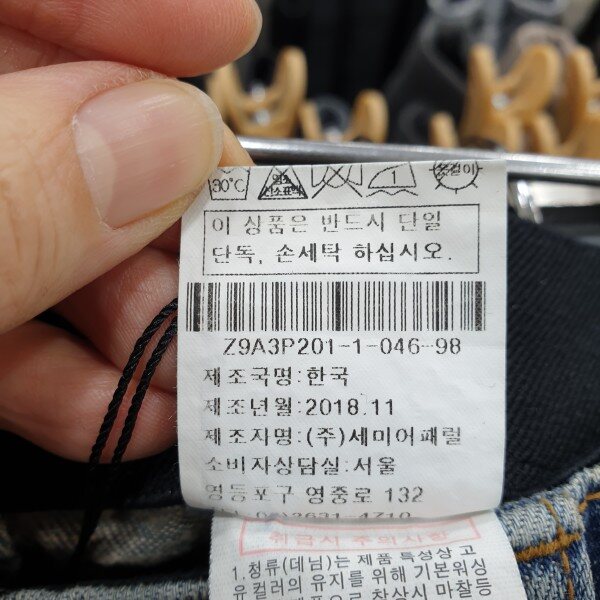 30°C 염소 산소표백 1 옷걸이
이 상품은 반드시 단일
단독, 손세탁 하십시오.
Z9A3P201-1-046-98
제조국명:한국
제조년월:2018.11
제조자명:(주)세미어패럴
소비자상담실:서울
영등포구 영중로 132
취급시 주의사항
1.청류(데님)는 제품 특성상 고
유컬러의 유지를 위해 기본워싱